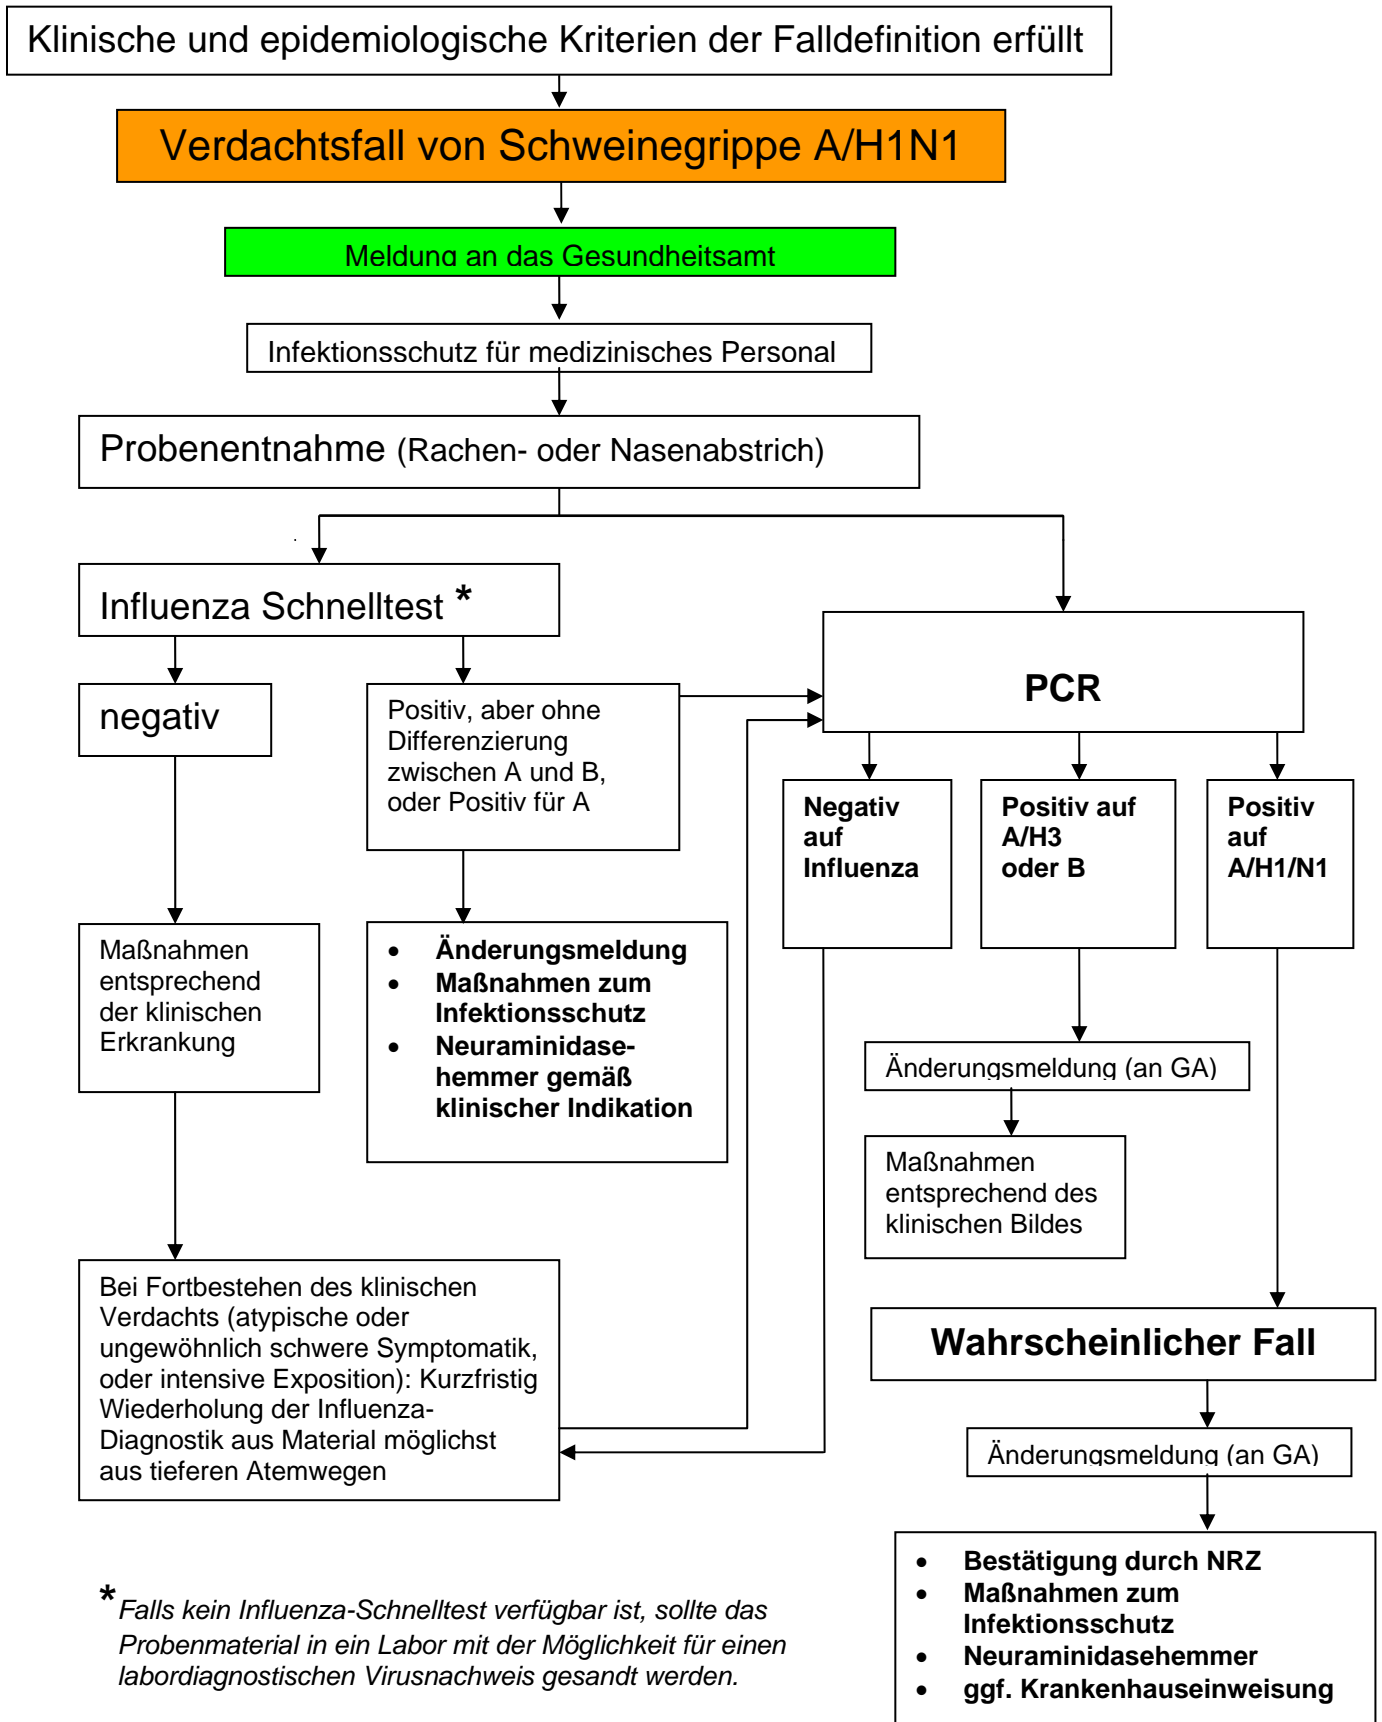 Klinische und epidemiologische Kriterien der Falldefinition erfüllt
Verdachtsfall von Schweinegrippe A/H1N1
Meldung an das Gesundheitsamt
Infektionsschutz für medizinisches Personal
Probenentnahme (Rachen- oder Nasenabstrich)
Influenza Schnelltest *
negativ
Positiv, aber ohne
Differenzierung
zwischen A und B,
oder Positiv für A
PCR
Negativ
auf
Influenza
Positiv auf
A/H3
oder B
Positiv
auf
A/H1/N1
Maßnahmen
entsprechend
der klinischen
Erkrankung
• Änderungsmeldung
• Maßnahmen zum
Infektionsschutz
• Neuraminidase-
hemmer gemäß
klinischer Indikation
Änderungsmeldung (an GA)
Maßnahmen
entsprechend des
klinischen Bildes
Bei Fortbestehen des klinischen
Verdachts (atypische oder
ungewöhnlich schwere Symptomatik,
oder intensive Exposition): Kurzfristig
Wiederholung der Influenza-
Diagnostik aus Material möglichst
aus tieferen Atemwegen
Wahrscheinlicher Fall
Änderungsmeldung (an GA)
• Bestätigung durch NRZ
• Maßnahmen zum
Infektionsschutz
• Neuraminidasehemmer
• ggf. Krankenhauseinweisung
* Falls kein Influenza-Schnelltest verfügbar ist, sollte das
Probenmaterial in ein Labor mit der Möglichkeit für einen
labordiagnostischen Virusnachweis gesandt werden.